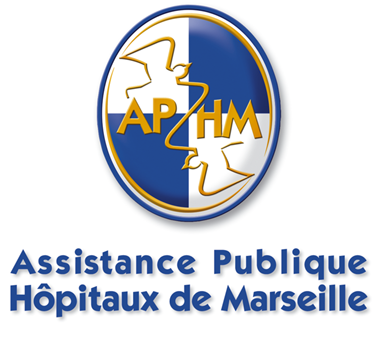 AP HM
Assistance Publique
Hôpitaux de Marseille